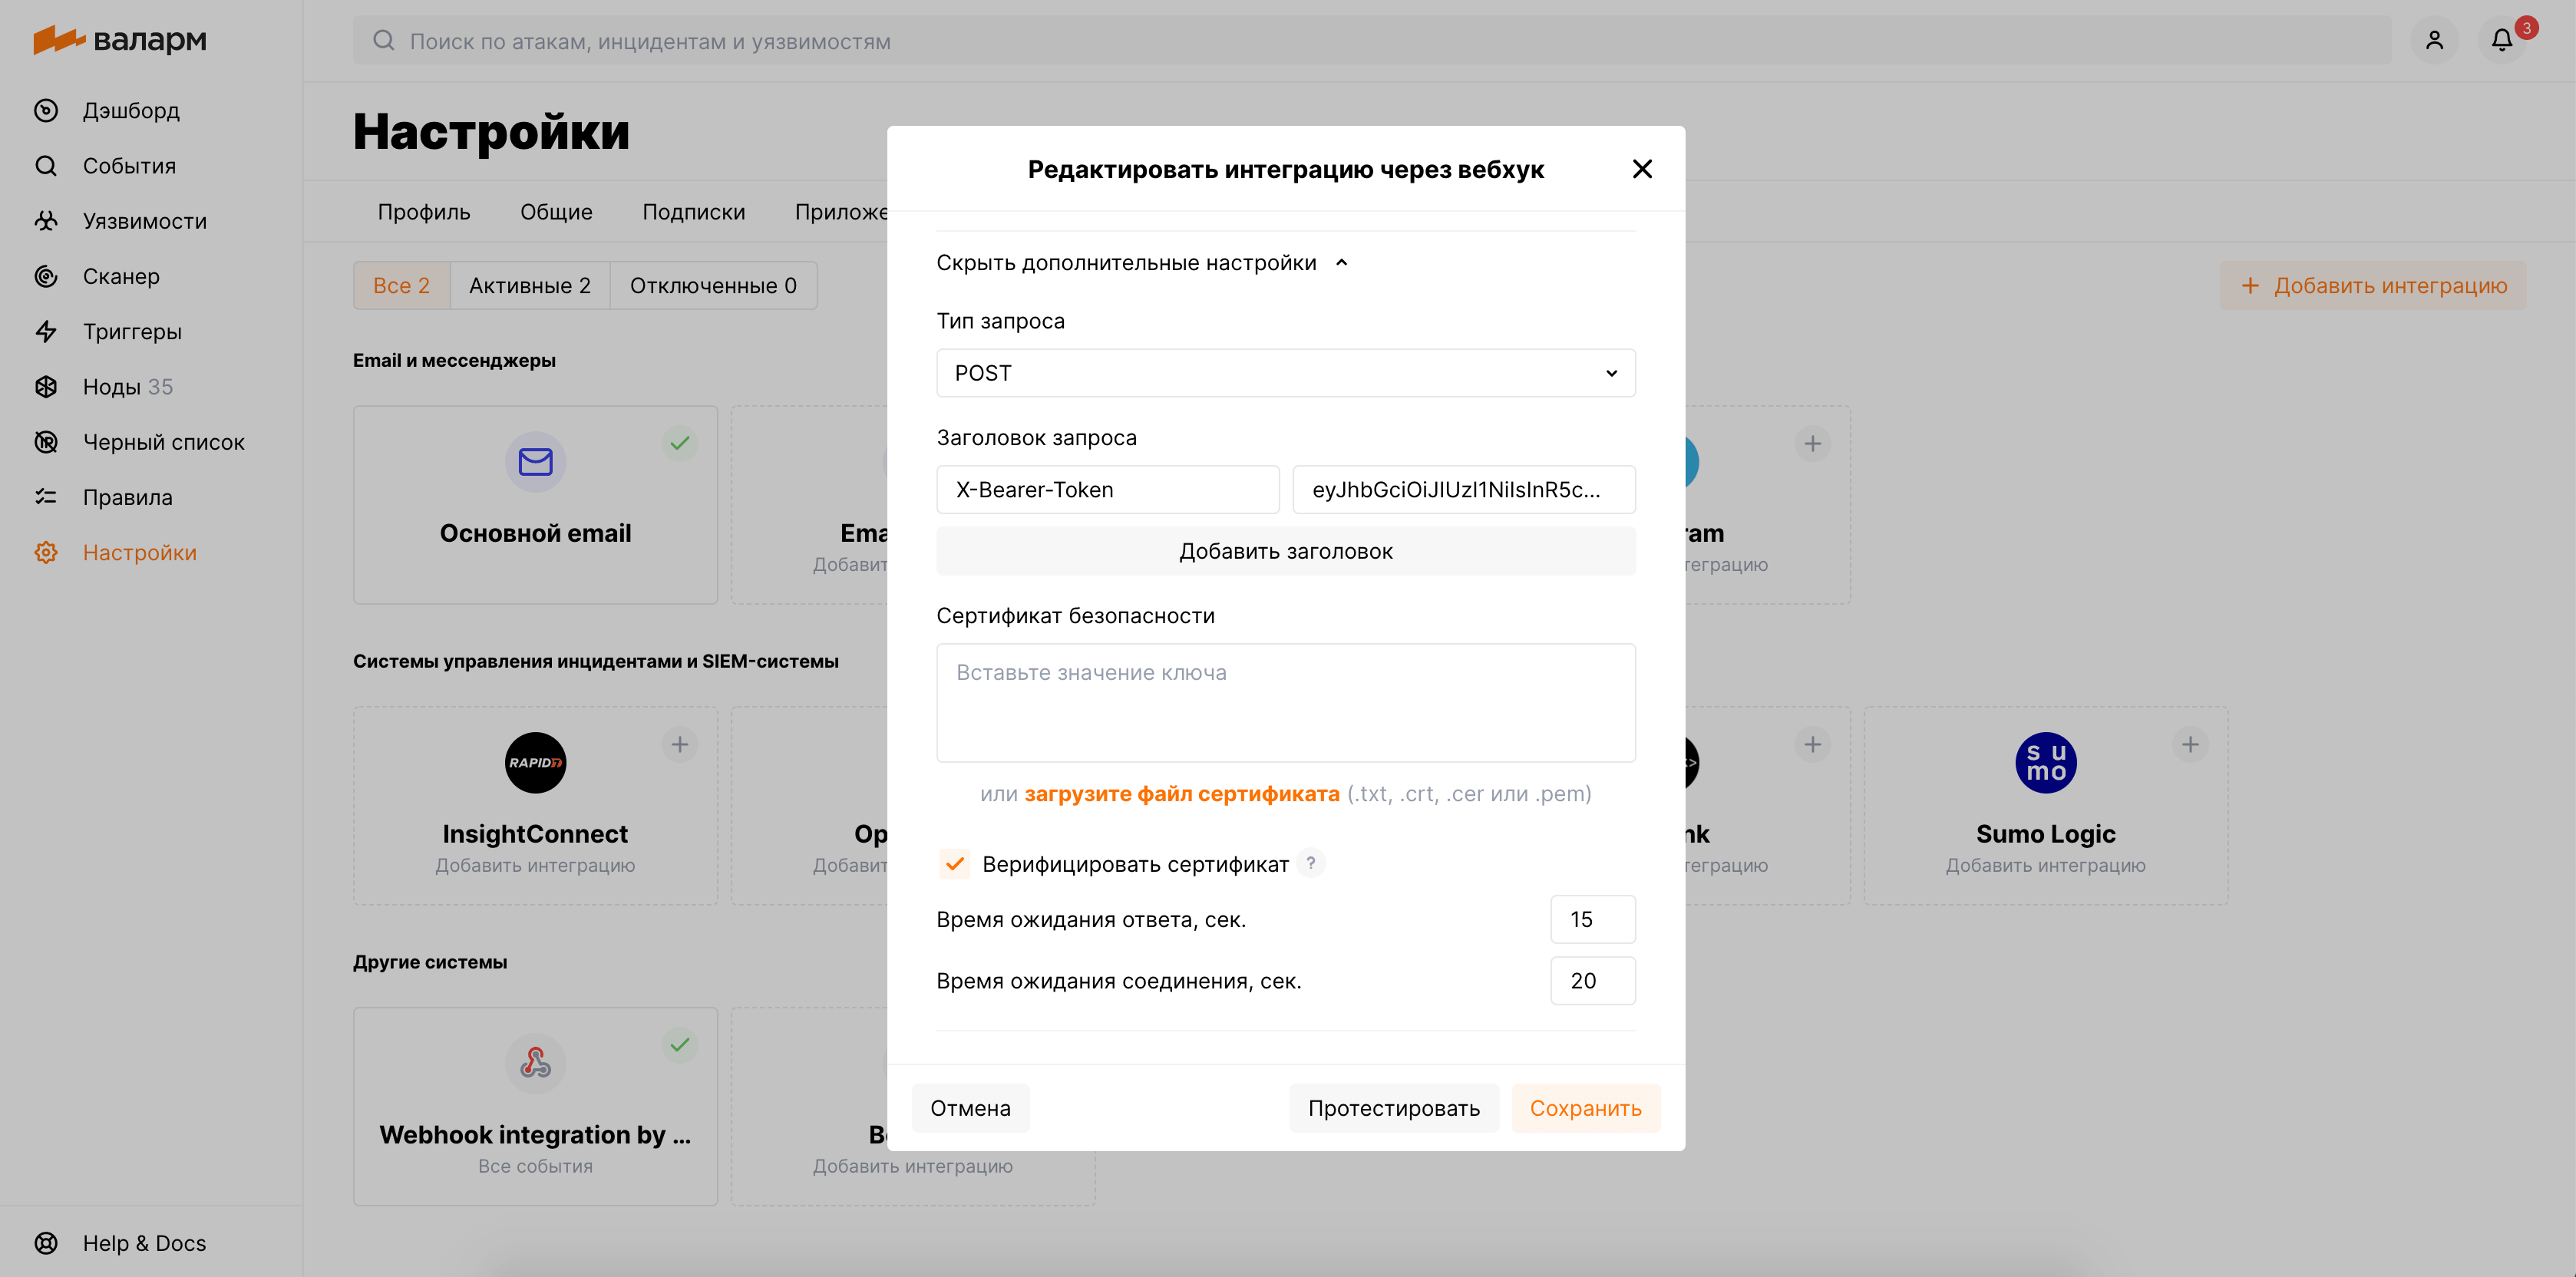 валарм
Поиск по атакам, инцидентам и уязвимостям
3
Дэшборд
События
Уязвимости
Сканер
Триггеры
Ноды 35
Черный список
Правила
Настройки
Help & Docs
Настройки
Профиль Общие Подписки Приложе
Все 2 Активные 2 Отключенные 0
+ Добавить интеграцию
Email и мессенджеры
Основной email
Ema
Добавит
ram
теграцию
Системы управления инцидентами и SIEM-системы
RAPID7
InsightConnect
Добавить интеграцию
Op
Добавит
nk
теграцию
sumo
Sumo Logic
Добавить интеграцию
Другие системы
Webhook integration by ...
Все события
Добавить интеграцию
Редактировать интеграцию через вебхук
Скрыть дополнительные настройки
Тип запроса
POST
Заголовок запроса
X-Bearer-Token eyJhbGciOiJIUzI1NiIsInR5c...
Добавить заголовок
Сертификат безопасности
Вставьте значение ключа
или загрузите файл сертификата (.txt, .crt, .cer или .pem)
Верифицировать сертификат ?
Время ожидания ответа, сек. 15
Время ожидания соединения, сек. 20
Отмена Протестировать Сохранить